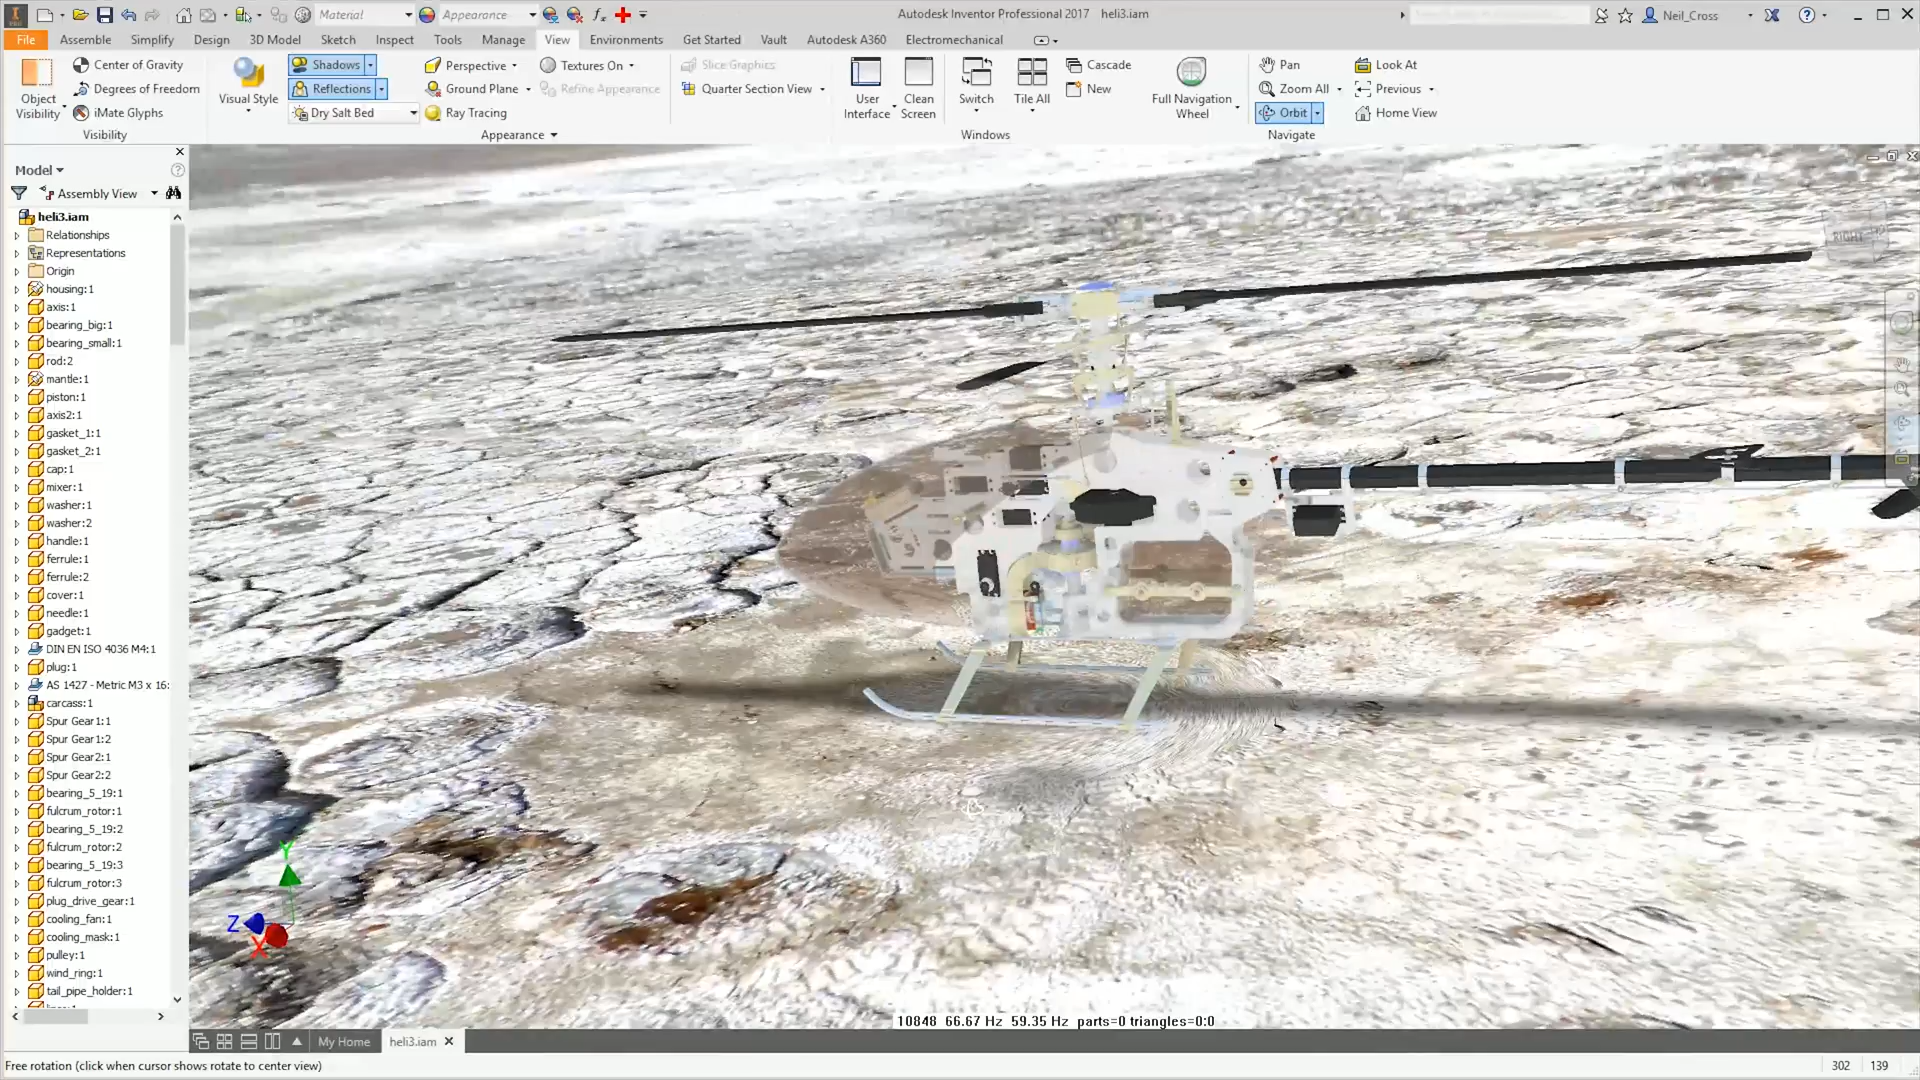 Material
Appearance
Autodesk Inventor Professional 2017 heli3.iam
Neil_Cross
File
Assemble
Simplify
Design
3D Model
Sketch
Inspect
Tools
Manage
View
Environments
Get Started
Vault
Autodesk A360
Electromechanical
Object
Visibility
Center of Gravity
Degrees of Freedom
iMate Glyphs
Visibility
Visual Style
Shadows
Reflections
Dry Salt Bed
Perspective
Ground Plane
Ray Tracing
Textures On
Refine Appearance
Appearance
Slice Graphics
Quarter Section View
User
Interface
Clean
Screen
Switch
Tile All
Cascade
New
Windows
Full Navigation
Wheel
Pan
Zoom All
Orbit
Look At
Previous
Home View
Navigate
Model
Assembly View
heli3.iam
Relationships
Representations
Origin
housing:1
axis:1
bearing_big:1
bearing_small:1
rod:2
mantle:1
piston:1
axis2:1
gasket_1:1
gasket_2:1
cap:1
mixer:1
washer:1
washer:2
handle:1
ferrule:1
ferrule:2
cover:1
needle:1
gadget:1
DIN EN ISO 4036 M4:1
plug:1
AS 1427 - Metric M3 x 16:
carcass:1
Spur Gear1:1
Spur Gear1:2
Spur Gear2:1
Spur Gear2:2
bearing_5_19:1
fulcrum_rotor:1
bearing_5_19:2
fulcrum_rotor:2
bearing_5_19:3
fulcrum_rotor:3
plug_drive_gear:1
cooling_fan:1
cooling_mask:1
pulley:1
wind_ring:1
tail_pipe_holder:1
RIGHT
Y
Z
X
10848 66.67 Hz 59.35 Hz parts=0 triangles=0:0
My Home
heli3.iam
Free rotation (click when cursor shows rotate to center view)
302
139